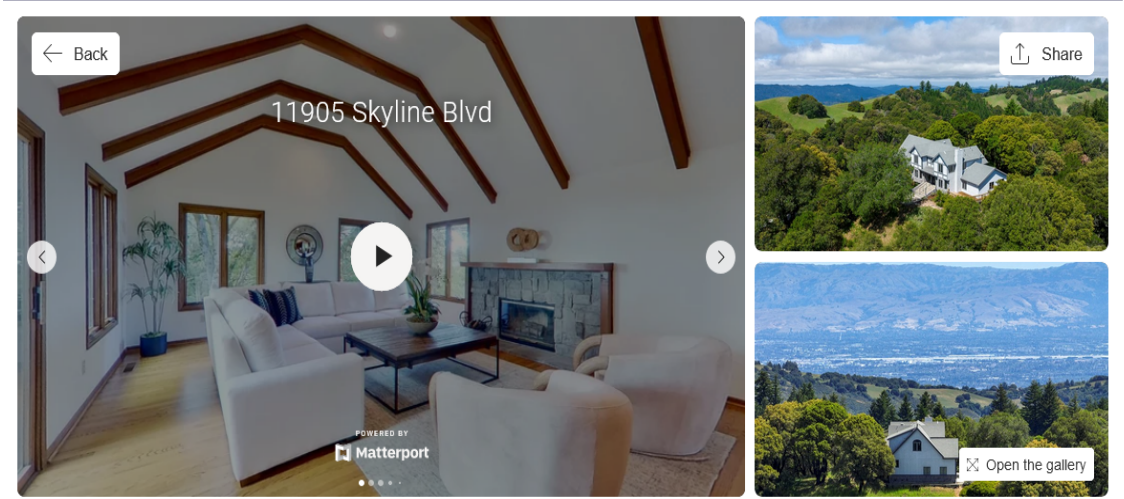 Back
Share
11905 Skyline Blvd
POWERED BY
Matterport
Open the gallery